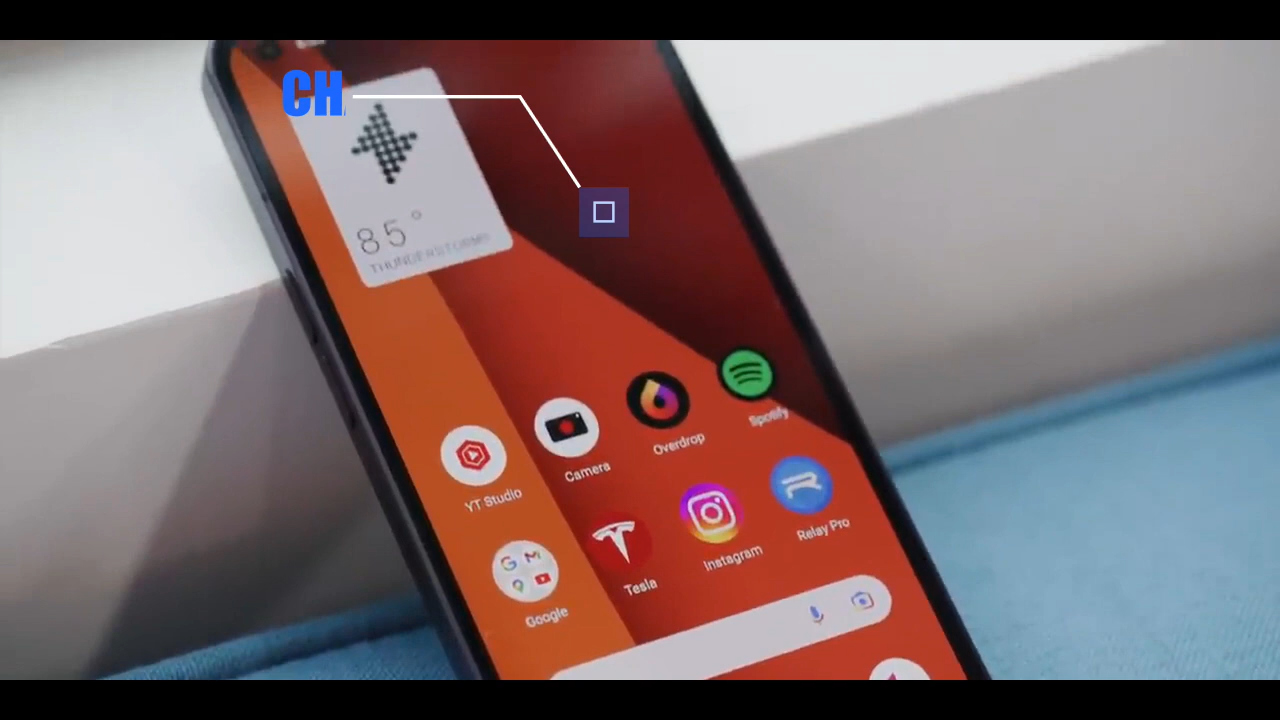 CH
85°
THUNDERSTORMS
YT Studio
Camera
Overdrop
Spotify
Google
Tesla
Instagram
Relay Pro